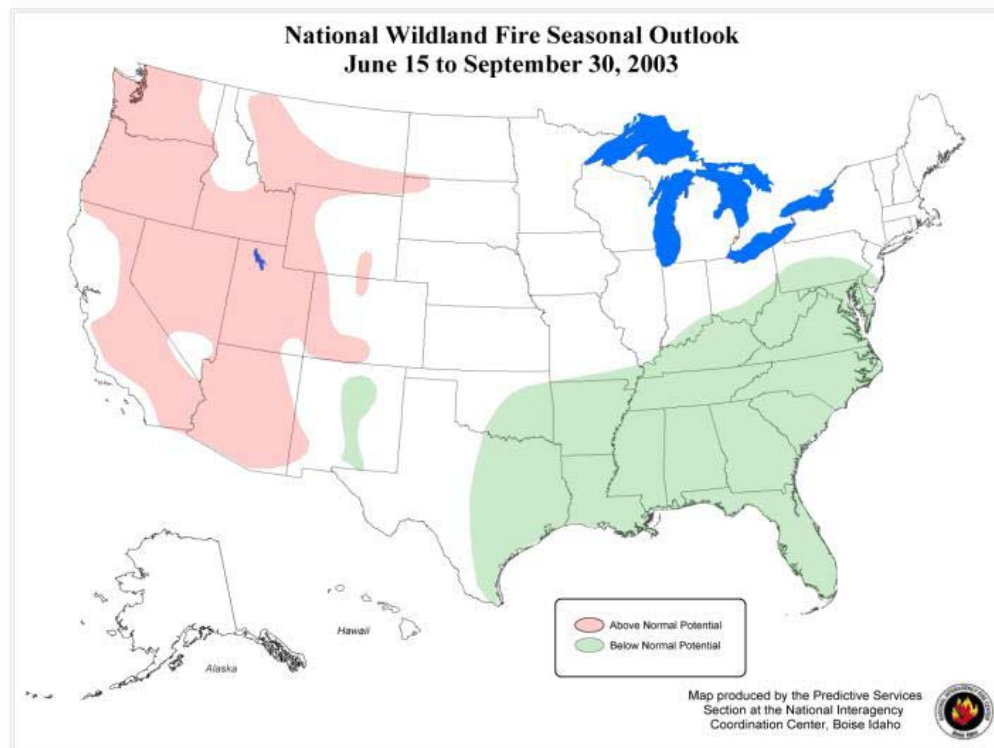 National Wildland Fire Seasonal Outlook
June 15 to September 30, 2003
Hawaii
Alaska
Above Normal Potential
Below Normal Potential
Map produced by the Predictive Services
Section at the National Interagency
Coordination Center, Boise Idaho